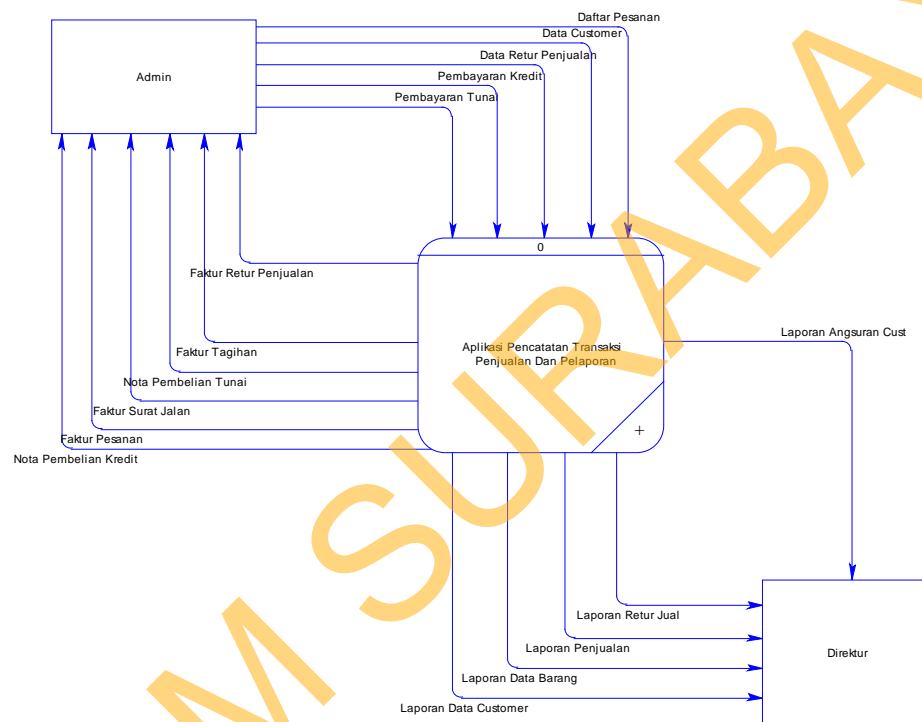 Daftar Pesanan
Data Customer
Data Retur Penjualan
Pembayaran Kredit
Pembayaran Tunai
Admin
0
Faktur Retur Penjualan
Faktur Tagihan
Nota Pembelian Tunai
Faktur Surat Jalan
Faktur Pesanan
Nota Pembelian Kredit
Aplikasi Pencatatan Transaksi
Penjualan Dan Pelaporan
+
Laporan Angsuran Cust
Laporan Retur Jual
Laporan Penjualan
Laporan Data Barang
Laporan Data Customer
Direktur
M SURABA